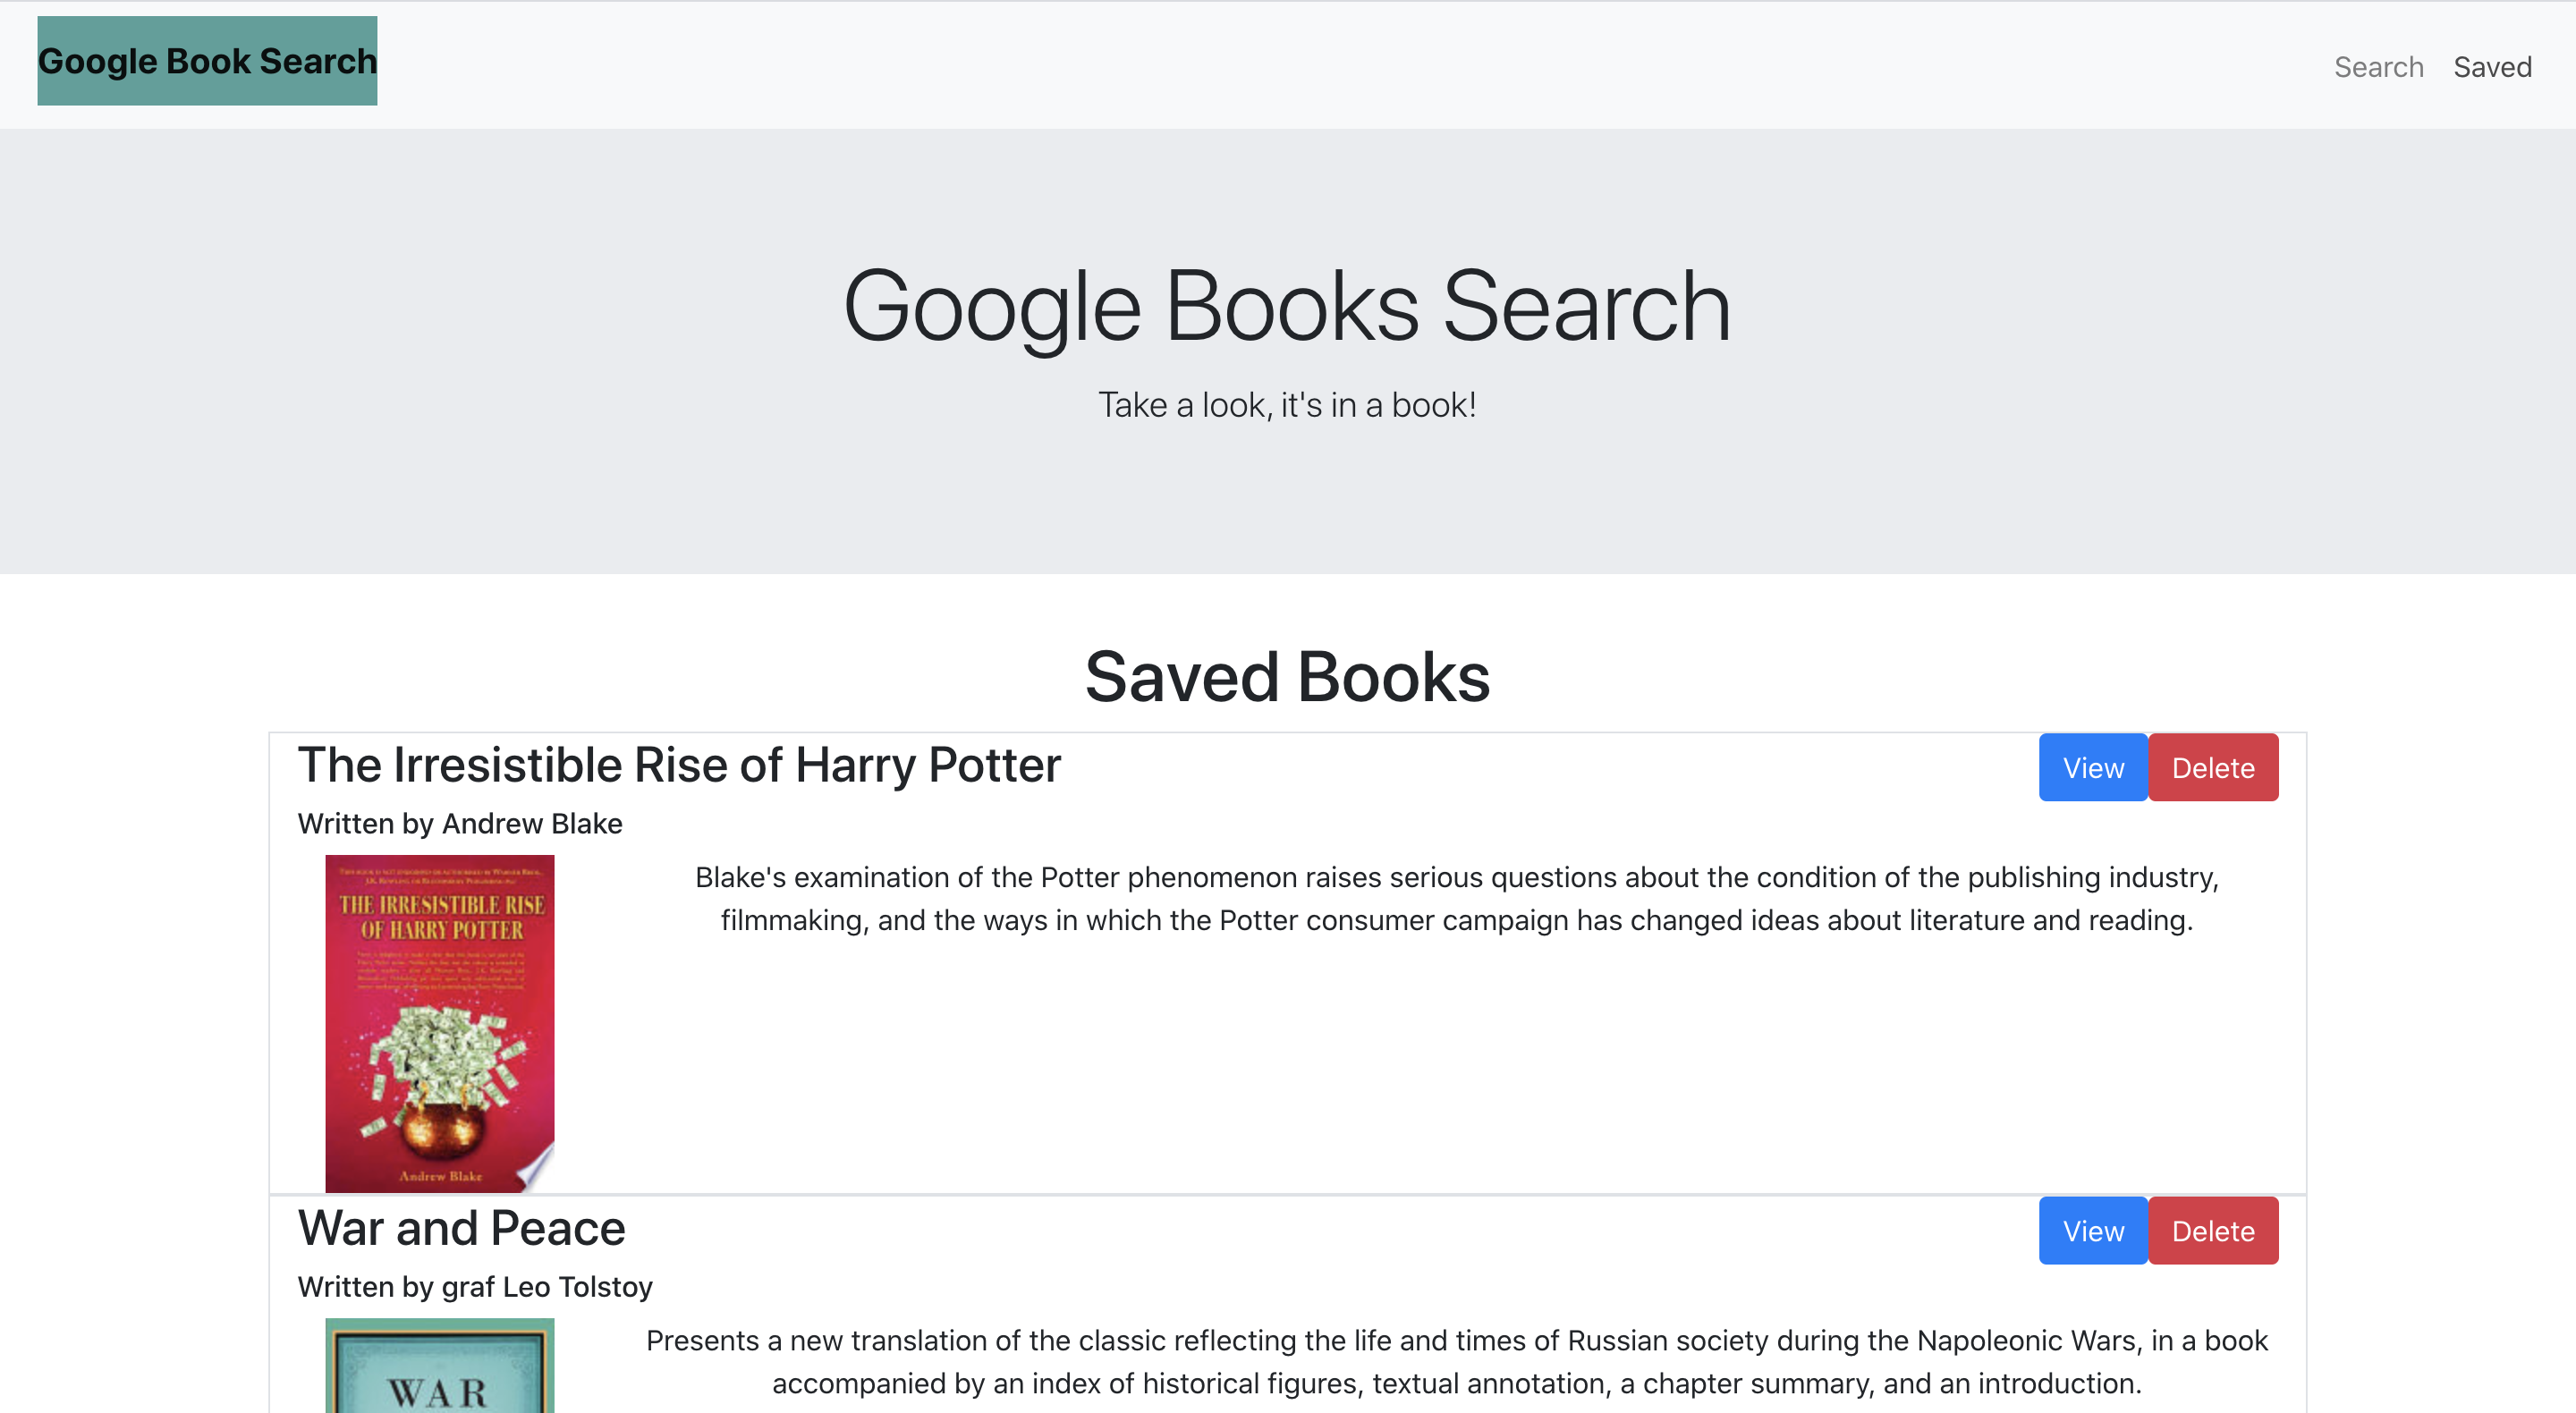 Google Book Search
Search
Saved
Google Books Search
Take a look, it's in a book!
Saved Books
The Irresistible Rise of Harry Potter
View
Delete
Written by Andrew Blake
THE IRRESISTIBLE RISE
OF HARRY POTTER
Andrew Blake
Blake's examination of the Potter phenomenon raises serious questions about the condition of the publishing industry,
filmmaking, and the ways in which the Potter consumer campaign has changed ideas about literature and reading.
War and Peace
View
Delete
Written by graf Leo Tolstoy
WAR
Presents a new translation of the classic reflecting the life and times of Russian society during the Napoleonic Wars, in a book
accompanied by an index of historical figures, textual annotation, a chapter summary, and an introduction.